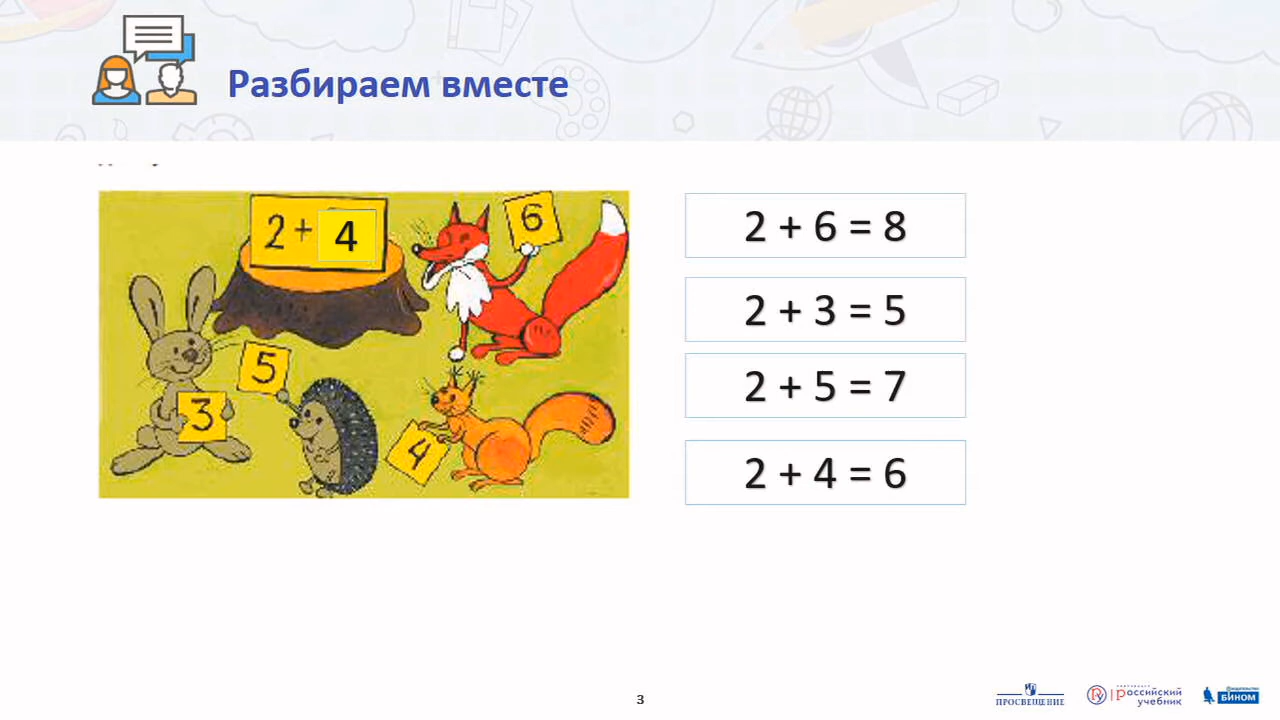 Разбираем вместе
2 + 4
6
5
3
4
2 + 6 = 8
2 + 3 = 5
2 + 5 = 7
2 + 4 = 6
3
ПРОСВЕЩЕНИЕ
российский
учебник
БИНОМ